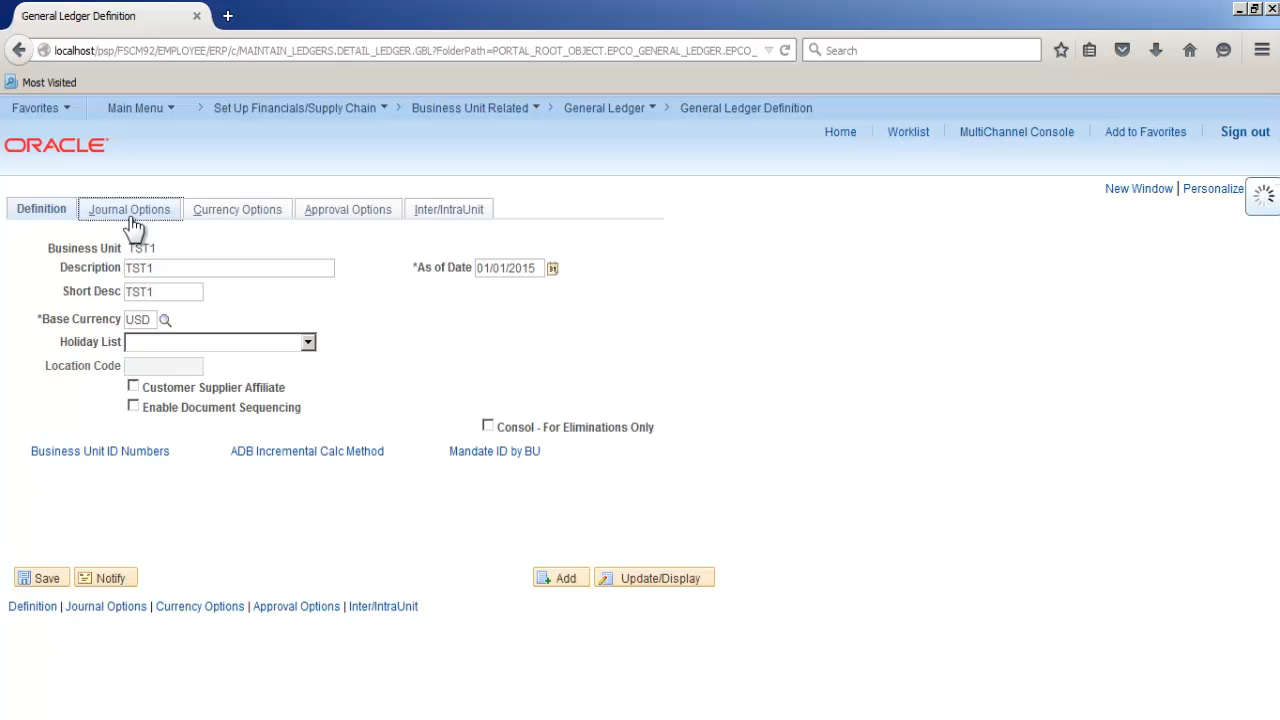 General Ledger Definition
localhost/psp/FSCM92/EMPLOYEE/ERP/c/MAINTAIN_LEDGERS.DETAIL_LEDGER.GBL?FolderPath=PORTAL_ROOT_OBJECT.EPCO_GENERAL_LEDGER.EPCO_ Search
Most Visited
Favorites Main Menu > Set Up Financials/Supply Chain > Business Unit Related > General Ledger > General Ledger Definition
Home Worklist MultiChannel Console Add to Favorites Sign out
ORACLE
New Window | Personalize
Definition Journal Options Currency Options Approval Options Inter/IntraUnit
Business Unit TST1
Description TST1 *As of Date 01/01/2015
Short Desc TST1
*Base Currency USD
Holiday List
Location Code
Customer Supplier Affiliate
Enable Document Sequencing
Consol - For Eliminations Only
Business Unit ID Numbers ADB Incremental Calc Method Mandate ID by BU
Save Notify Add Update/Display
Definition | Journal Options | Currency Options | Approval Options | Inter/IntraUnit